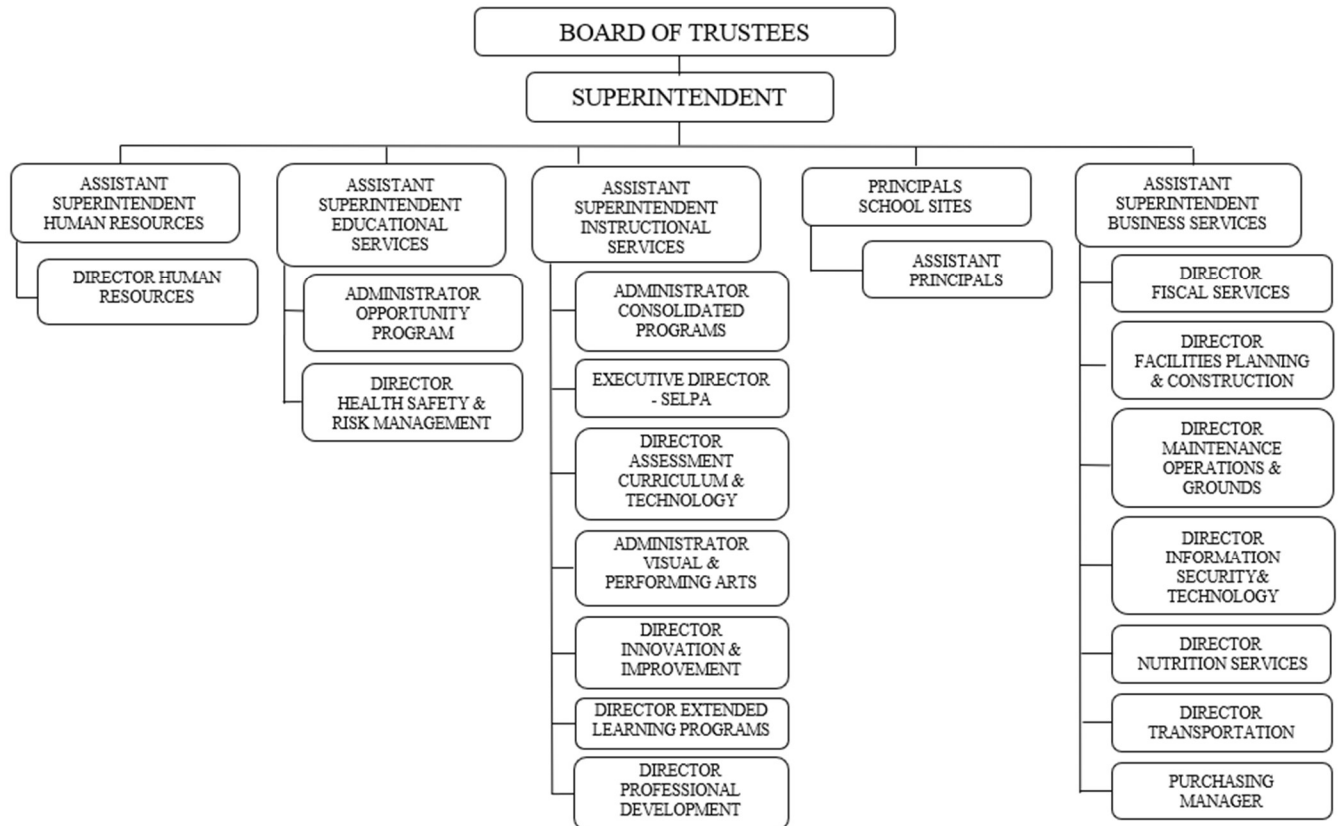 BOARD OF TRUSTEES
SUPERINTENDENT
ASSISTANT
SUPERINTENDENT
HUMAN RESOURCES
DIRECTOR HUMAN
RESOURCES
ASSISTANT
SUPERINTENDENT
EDUCATIONAL
SERVICES
ADMINISTRATOR
OPPORTUNITY
PROGRAM
DIRECTOR
HEALTH SAFETY &
RISK MANAGEMENT
ASSISTANT
SUPERINTENDENT
INSTRUCTIONAL
SERVICES
ADMINISTRATOR
CONSOLIDATED
PROGRAMS
EXECUTIVE DIRECTOR
- SELPA
DIRECTOR
ASSESSMENT
CURRICULUM &
TECHNOLOGY
ADMINISTRATOR
VISUAL &
PERFORMING ARTS
DIRECTOR
INNOVATION &
IMPROVEMENT
DIRECTOR EXTENDED
LEARNING PROGRAMS
DIRECTOR
PROFESSIONAL
DEVELOPMENT
PRINCIPALS
SCHOOL SITES
ASSISTANT
PRINCIPALS
ASSISTANT
SUPERINTENDENT
BUSINESS SERVICES
DIRECTOR
FISCAL SERVICES
DIRECTOR
FACILITIES PLANNING
& CONSTRUCTION
DIRECTOR
MAINTENANCE
OPERATIONS &
GROUNDS
DIRECTOR
INFORMATION
SECURITY&
TECHNOLOGY
DIRECTOR
NUTRITION SERVICES
DIRECTOR
TRANSPORTATION
PURCHASING
MANAGER